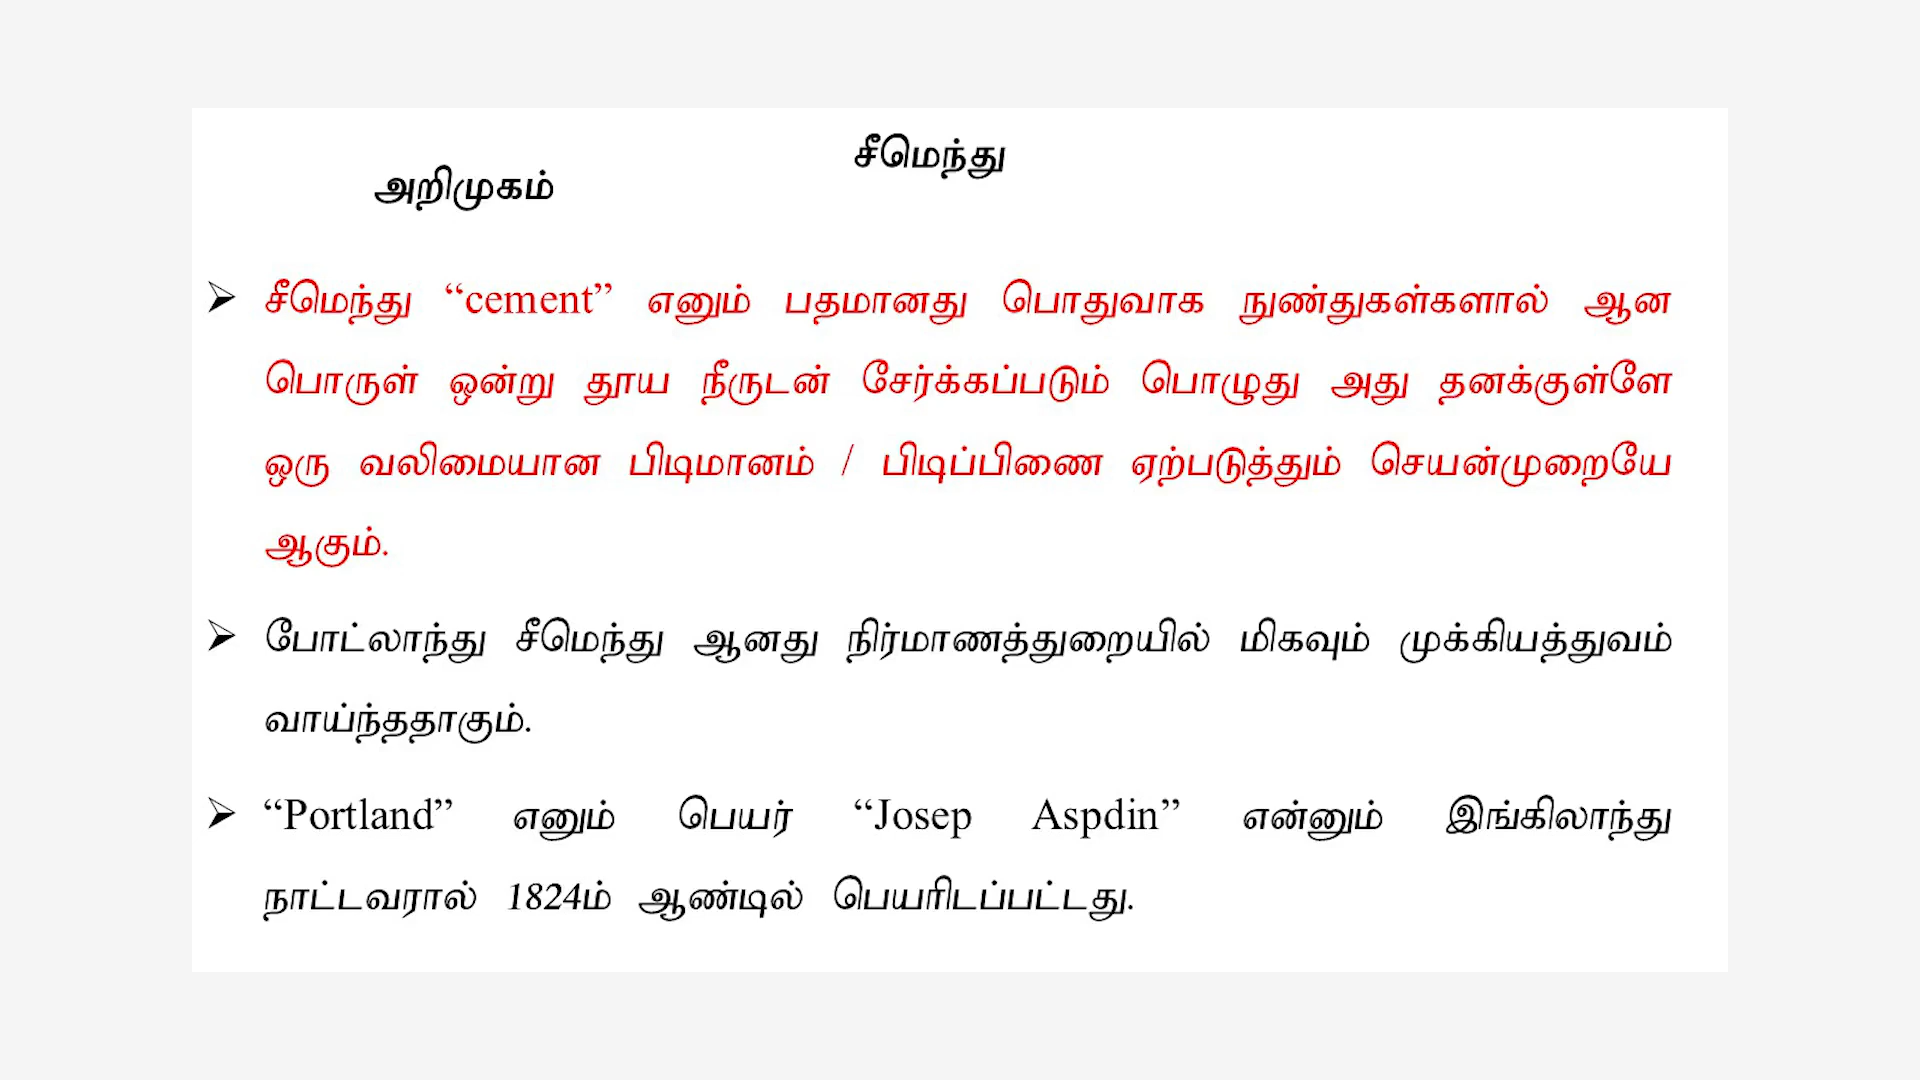 சீமெந்து
அறிமுகம்
➢ சீமெந்து “cement” எனும் பதமானது பொதுவாக நுண்துகள்களால் ஆன
பொருள் ஒன்று தூய நீருடன் சேர்க்கப்படும் பொழுது அது தனக்குள்ளே
ஒரு வலிமையான பிடிமானம் / பிடிப்பிணை ஏற்படுத்தும் செயன்முறையே
ஆகும்.
➢ போட்லாந்து சீமெந்து ஆனது நிர்மாணத்துறையில் மிகவும் முக்கியத்துவம்
வாய்ந்ததாகும்.
➢ “Portland” எனும் பெயர் “Josep Aspdin” என்னும் இங்கிலாந்து
நாட்டவரால் 1824ம் ஆண்டில் பெயரிடப்பட்டது.